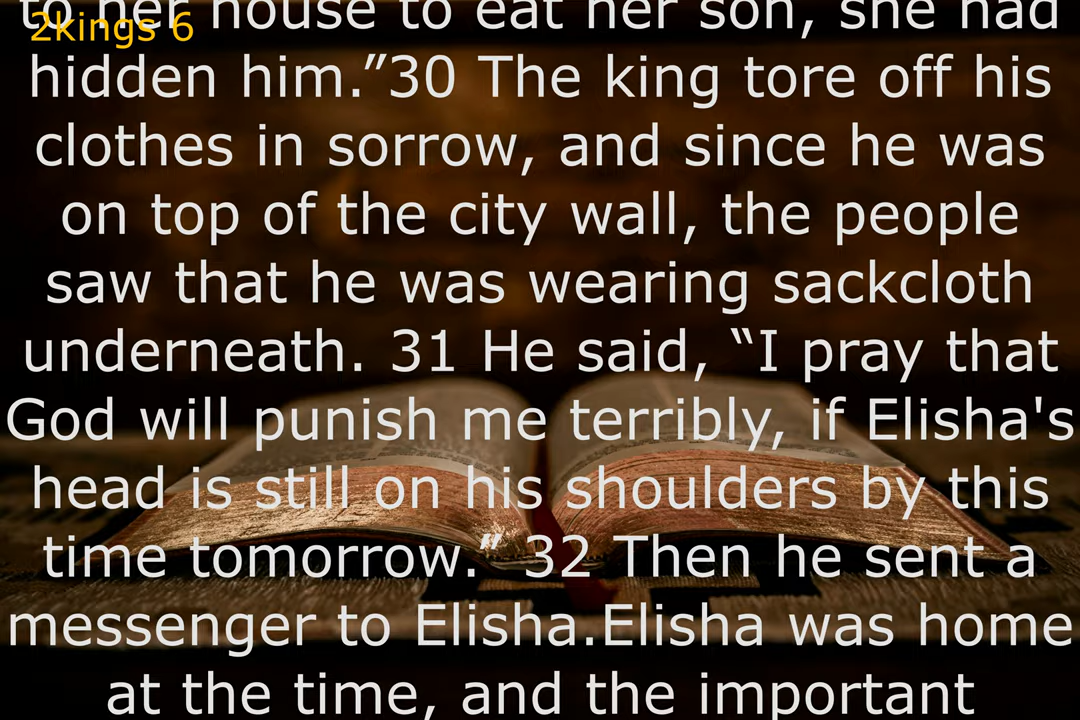 2kings 6
to her house to eat her son, she had
hidden him.”30 The king tore off his
clothes in sorrow, and since he was
on top of the city wall, the people
saw that he was wearing sackcloth
underneath. 31 He said, “I pray that
God will punish me terribly, if Elisha's
head is still on his shoulders by this
time tomorrow.” 32 Then he sent a
messenger to Elisha.Elisha was home
at the time, and the important